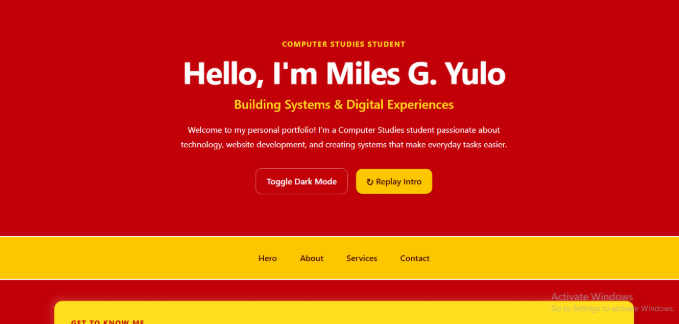 COMPUTER STUDIES STUDENT
Hello, I'm Miles G. Yulo
Building Systems & Digital Experiences
Welcome to my personal portfolio! I'm a Computer Studies student passionate about
technology, website development, and creating systems that make everyday tasks easier.
Toggle Dark Mode
↻ Replay Intro
Hero About Services Contact
Activate Windows
Go to Settings to activate Windows.
GET TO KNOW ME